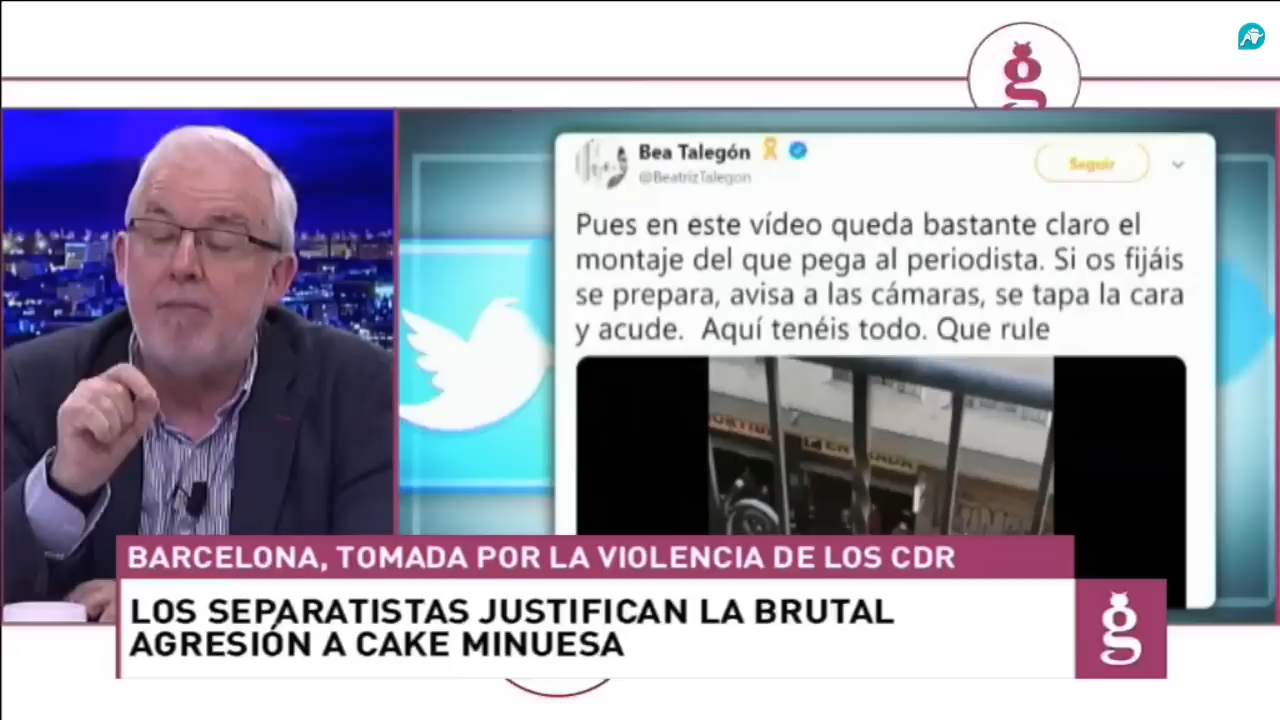 g
Bea Talegón
@BeatrizTalegon
Seguir
Pues en este vídeo queda bastante claro el
montaje del que pega al periodista. Si os fijáis
se prepara, avisa a las cámaras, se tapa la cara
y acude. Aquí tenéis todo. Que rule
BARCELONA, TOMADA POR LA VIOLENCIA DE LOS CDR
LOS SEPARATISTAS JUSTIFICAN LA BRUTAL
AGRESIÓN A CAKE MINUESA
g